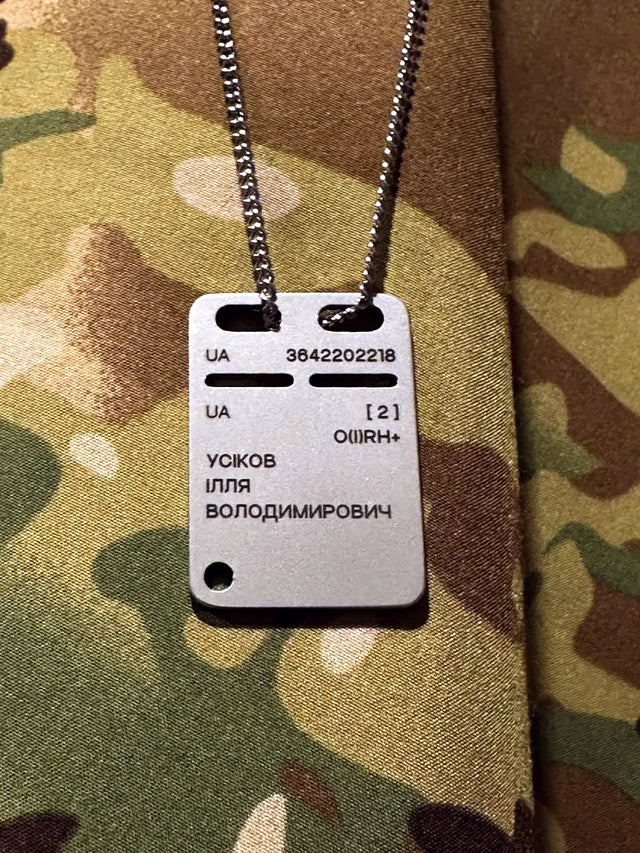 UA 3642202218
UA [2]
O(I)RH+
УСІКОВ
ІЛЛЯ
ВОЛОДИМИРОВИЧ